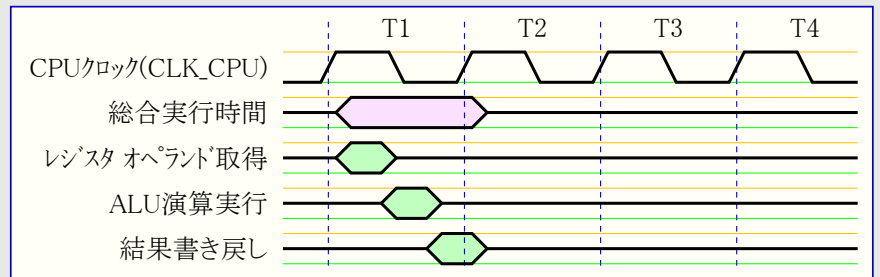 T1 T2 T3 T4
CPUｸﾛｯｸ(CLK_CPU)
総合実行時間
ﾚｼﾞｽﾀ ｵﾍﾟﾗﾝﾄﾞ取得
ALU演算実行
結果書き戻し